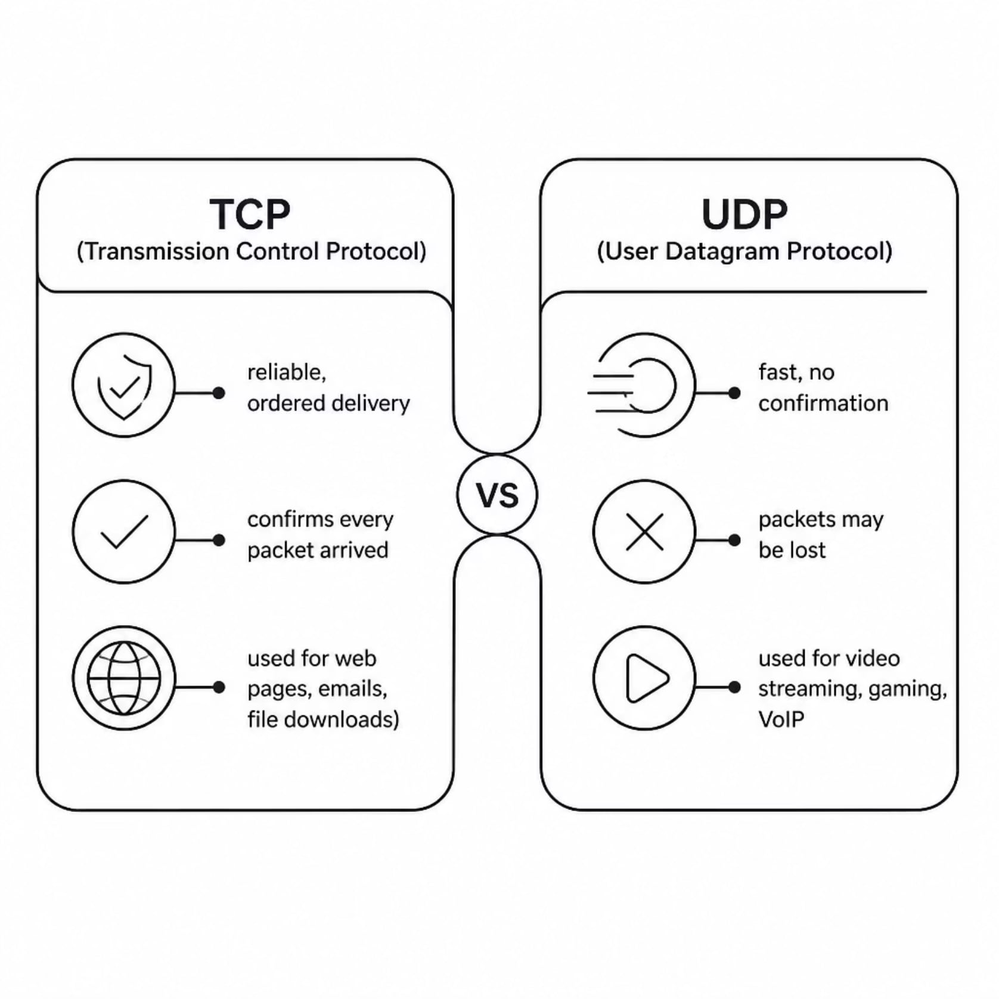 TCP
(Transmission Control Protocol)
reliable,
ordered delivery
confirms every
packet arrived
used for web
pages, emails,
file downloads)
VS
UDP
(User Datagram Protocol)
fast, no
confirmation
packets may
be lost
used for video
streaming, gaming,
VoIP